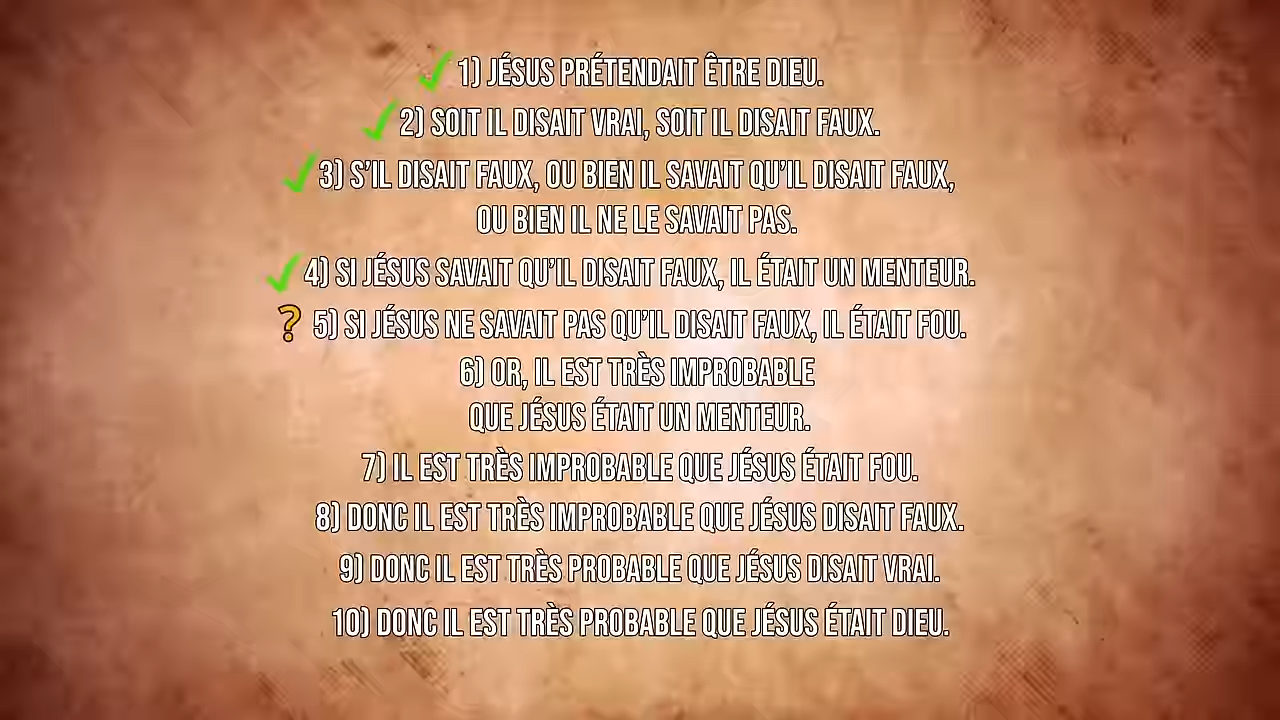 ✓ 1) JÉSUS PRÉTENDAIT ÊTRE DIEU.
✓ 2) SOIT IL DISAIT VRAI, SOIT IL DISAIT FAUX.
✓ 3) S’IL DISAIT FAUX, OU BIEN IL SAVAIT QU’IL DISAIT FAUX,
OU BIEN IL NE LE SAVAIT PAS.
✓ 4) SI JÉSUS SAVAIT QU’IL DISAIT FAUX, IL ÉTAIT UN MENTEUR.
? 5) SI JÉSUS NE SAVAIT PAS QU’IL DISAIT FAUX, IL ÉTAIT FOU.
6) OR, IL EST TRÈS IMPROBABLE
QUE JÉSUS ÉTAIT UN MENTEUR.
7) IL EST TRÈS IMPROBABLE QUE JÉSUS ÉTAIT FOU.
8) DONC IL EST TRÈS IMPROBABLE QUE JÉSUS DISAIT FAUX.
9) DONC IL EST TRÈS PROBABLE QUE JÉSUS DISAIT VRAI.
10) DONC IL EST TRÈS PROBABLE QUE JÉSUS ÉTAIT DIEU.